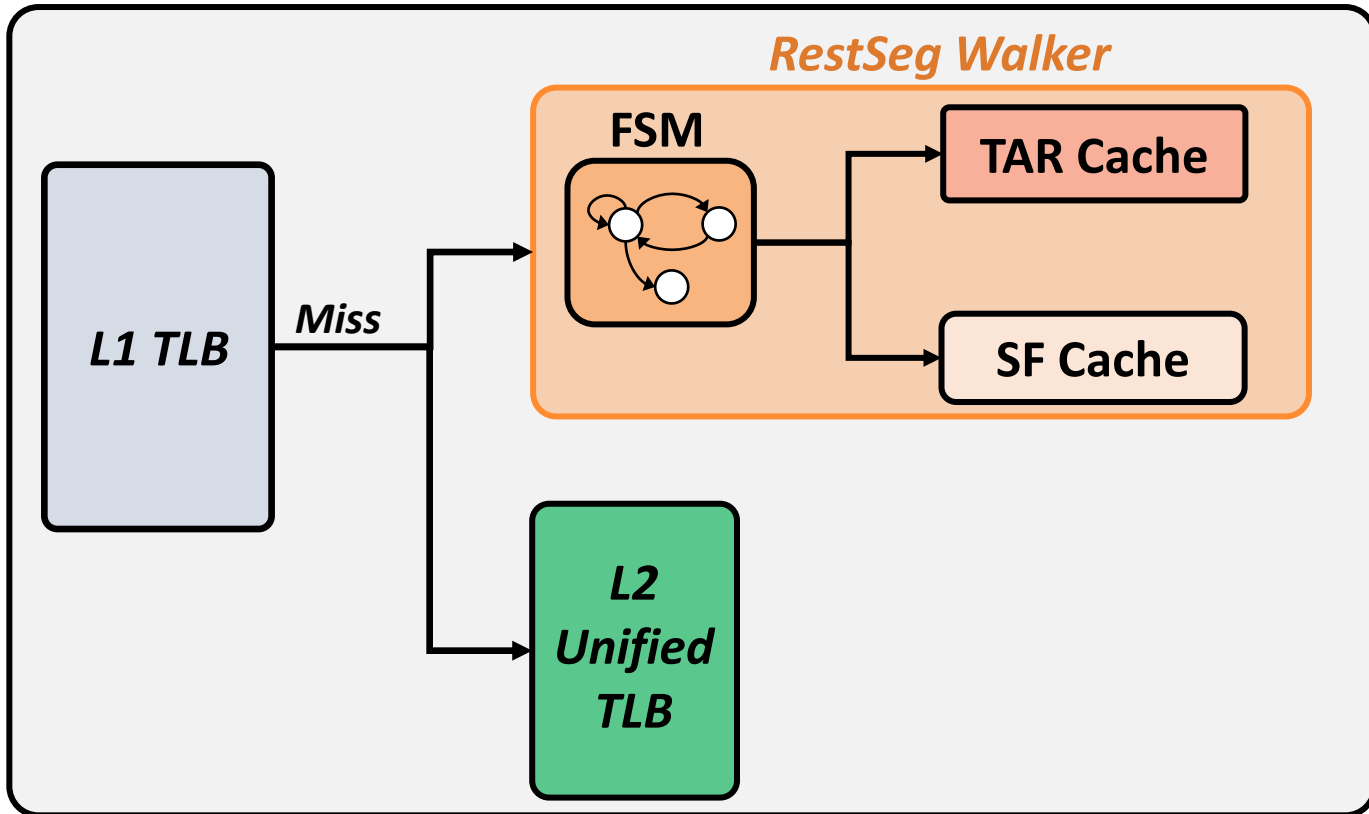 RestSeg Walker
FSM
TAR Cache
L1 TLB
Miss
SF Cache
L2
Unified
TLB